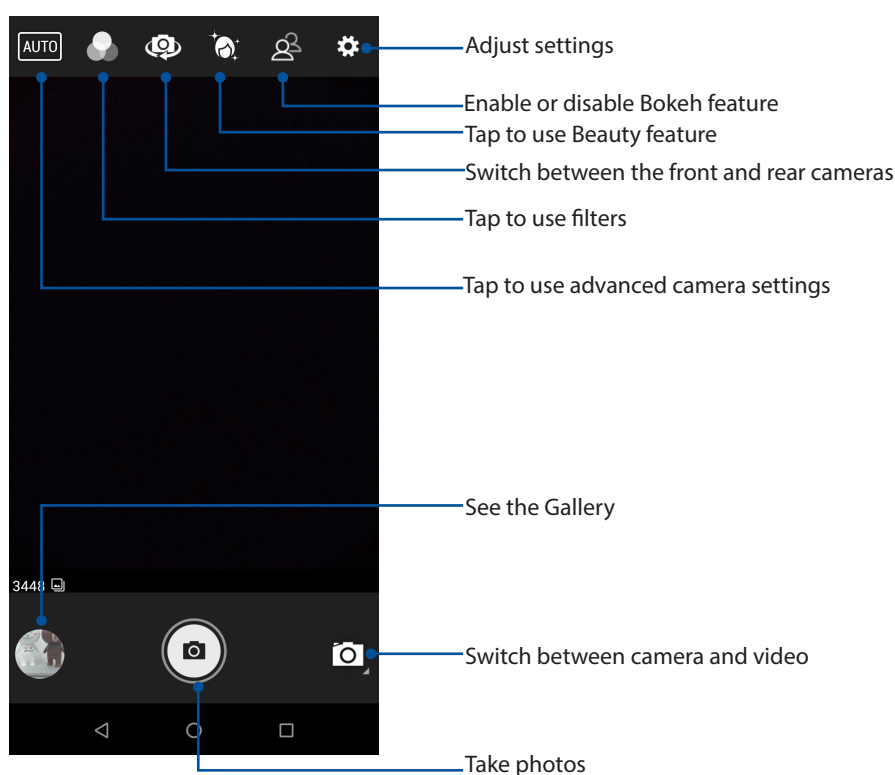 AUTO
Adjust settings
Enable or disable Bokeh feature
Tap to use Beauty feature
Switch between the front and rear cameras
Tap to use filters
Tap to use advanced camera settings
See the Gallery
3448
Switch between camera and video
Take photos